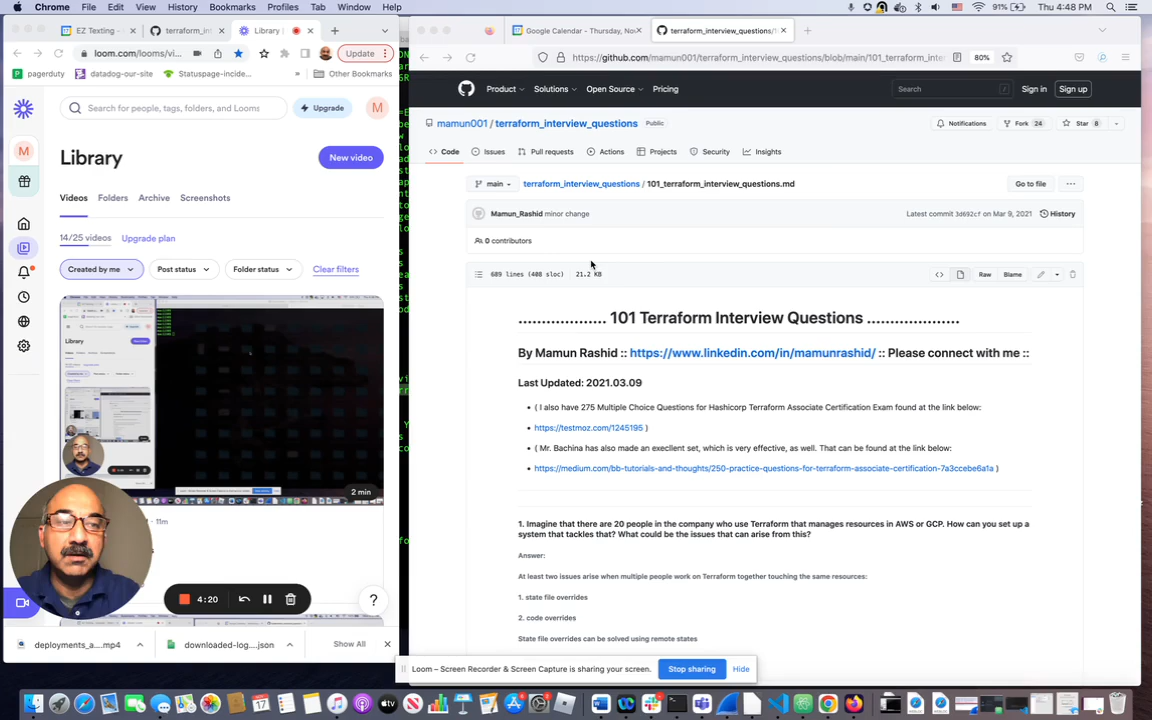 Chrome File Edit View History Bookmarks Profiles Tab Window Help
91% Thu 4:48 PM
EZ Texting - terraform_int Library |
loom.com/looms/vi... Update
pagerduty datadog-our-site Statuspage-incide... » Other Bookmarks
Search for people, tags, folders, and Looms
Upgrade
M
M
Library
New video
Videos Folders Archive Screenshots
14/25 videos Upgrade plan
Created by me Post status Folder status Clear filters
Library
2 min
11m
4:20
?
deployments_a....mp4
downloaded-log....json
Show All
Google Calendar - Thursday, Nov
terraform_interview_questions/
https://github.com/mamun001/terraform_interview_questions/blob/main/101_terraform_inte
80%
Product Solutions Open Source Pricing
Search /
Sign in Sign up
mamun001 / terraform_interview_questions Public
Notifications Fork 24 Star 8
Code Issues Pull requests Actions Projects Security Insights
main terraform_interview_questions / 101_terraform_interview_questions.md
Go to file ...
Mamun_Rashid minor change
Latest commit 3d692cf on Mar 9, 2021 History
0 contributors
689 lines (408 sloc) 21.2 KB
Raw Blame
.................. 101 Terraform Interview Questions ...................
By Mamun Rashid :: https://www.linkedin.com/in/mamunrashid/ :: Please connect with me ::
Last Updated: 2021.03.09
( I also have 275 Multiple Choice Questions for Hashicorp Terraform Associate Certification Exam found at the link below:
https://testmoz.com/1245195 )
( Mr. Bachina has also made an execllent set, which is very effective, as well. That can be found at the link below:
https://medium.com/bb-tutorials-and-thoughts/250-practice-questions-for-terraform-associate-certification-7a3ccebe6a1a )
1. Imagine that there are 20 people in the company who use Terraform that manages resources in AWS or GCP. How can you set up a
system that tackles that? What could be the issues that can arise from this?
Answer:
At least two issues arise when multiple people work on Terraform together touching the same resources:
1. state file overrides
2. code overrides
State file overrides can be solved using remote states
Loom – Screen Recorder & Screen Capture is sharing your screen.
Stop sharing
Hide